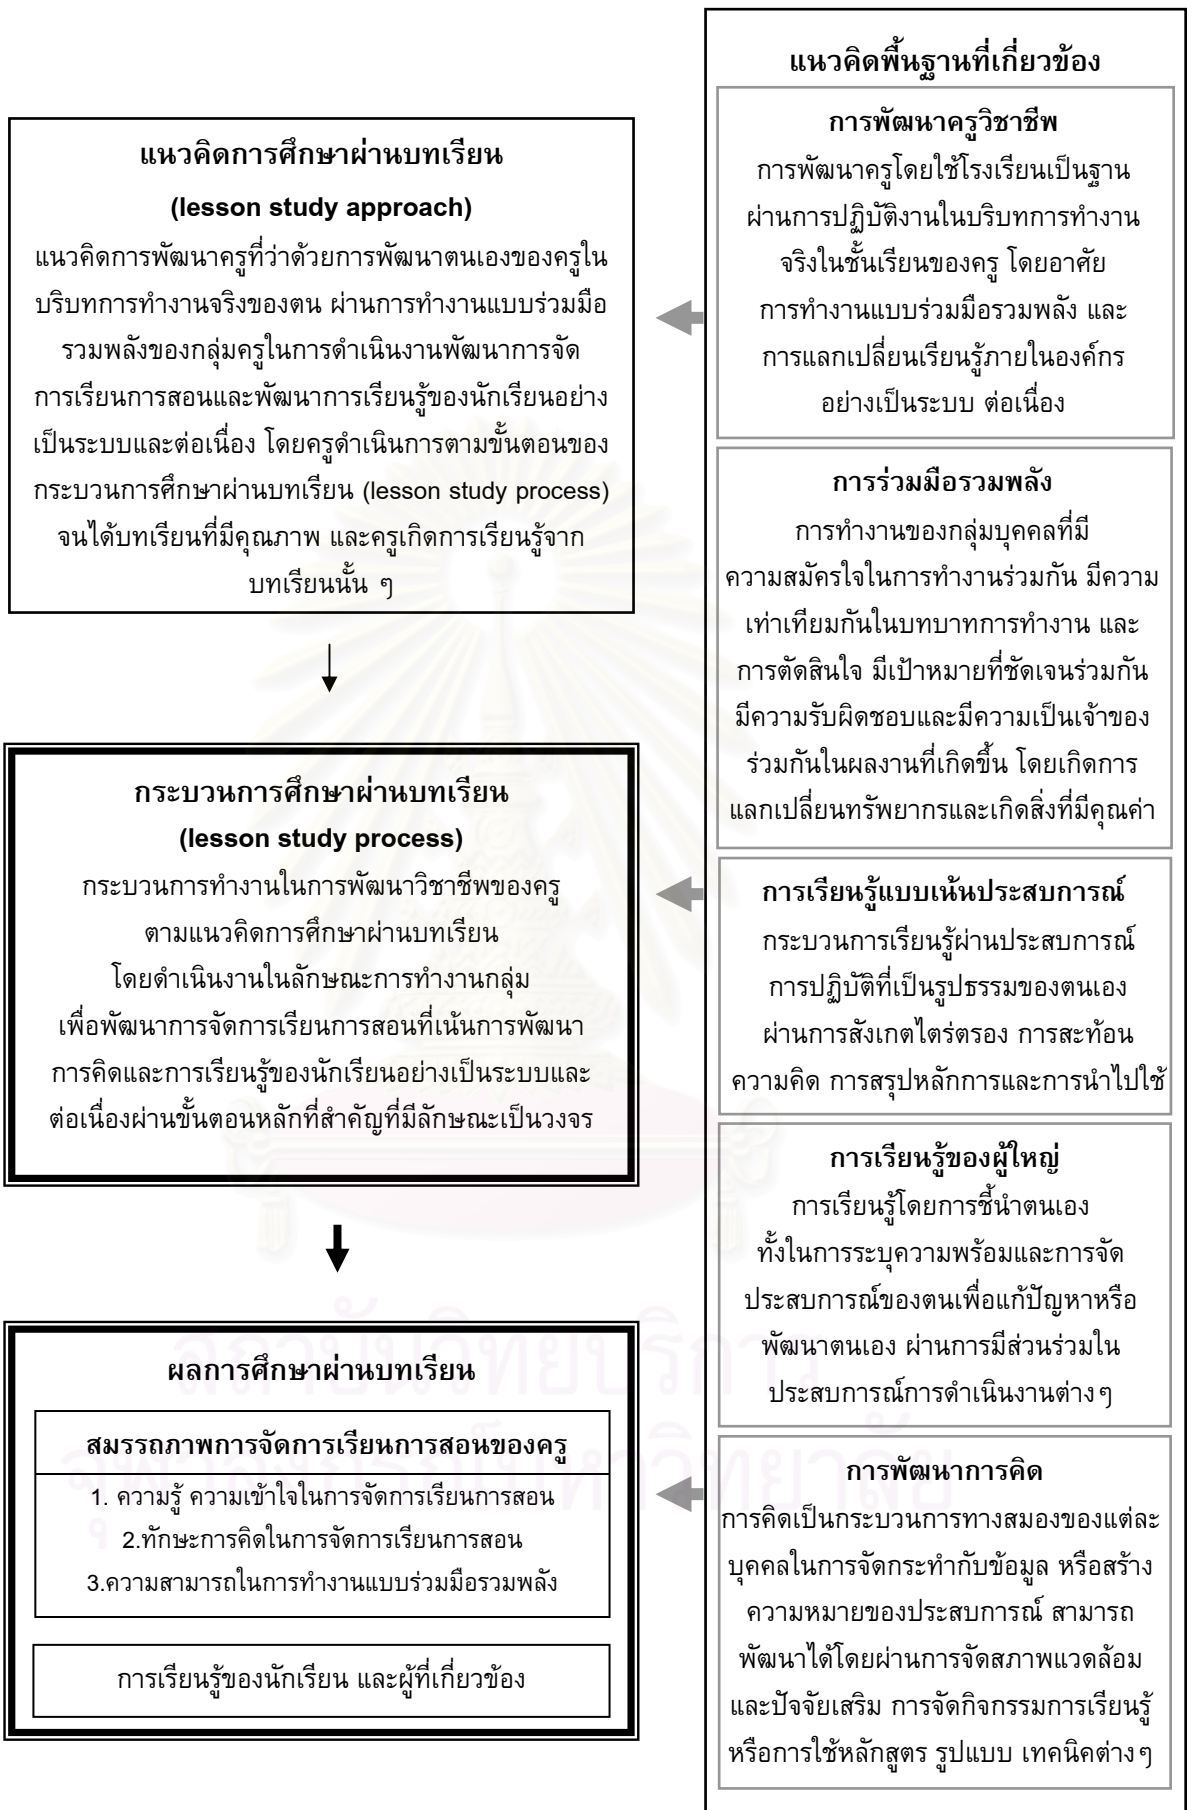 แนวคิดการศึกษาผ่านบทเรียน
(lesson study approach)
แนวคิดการพัฒนาครูที่ว่าด้วยการพัฒนาตนเองของครูใน
บริบทการทำงานจริงของตน ผ่านการทำงานแบบร่วมมือ
รวมพลังของกลุ่มครูในการดำเนินงานพัฒนาการจัด
การเรียนการสอนและพัฒนาการเรียนรู้ของนักเรียนอย่าง
เป็นระบบและต่อเนื่อง โดยครูดำเนินการตามขั้นตอนของ
กระบวนการศึกษาผ่านบทเรียน (lesson study process)
จนได้บทเรียนที่มีคุณภาพ และครูเกิดการเรียนรู้จาก
บทเรียนนั้น ๆ
กระบวนการศึกษาผ่านบทเรียน
(lesson study process)
กระบวนการทำงานในการพัฒนาวิชาชีพของครู
ตามแนวคิดการศึกษาผ่านบทเรียน
โดยดำเนินงานในลักษณะการทำงานกลุ่ม
เพื่อพัฒนาการจัดการเรียนการสอนที่เน้นการพัฒนา
การคิดและการเรียนรู้ของนักเรียนอย่างเป็นระบบและ
ต่อเนื่องผ่านขั้นตอนหลักที่สำคัญที่มีลักษณะเป็นวงจร
ผลการศึกษาผ่านบทเรียน
สมรรถภาพการจัดการเรียนการสอนของครู
1. ความรู้ ความเข้าใจในการจัดการเรียนการสอน
2.ทักษะการคิดในการจัดการเรียนการสอน
3.ความสามารถในการทำงานแบบร่วมมือรวมพลัง
การเรียนรู้ของนักเรียน และผู้ที่เกี่ยวข้อง
แนวคิดพื้นฐานที่เกี่ยวข้อง
การพัฒนาครูวิชาชีพ
การพัฒนาครูโดยใช้โรงเรียนเป็นฐาน
ผ่านการปฏิบัติงานในบริบทการทำงาน
จริงในชั้นเรียนของครู โดยอาศัย
การทำงานแบบร่วมมือรวมพลัง และ
การแลกเปลี่ยนเรียนรู้ภายในองค์กร
อย่างเป็นระบบ ต่อเนื่อง
การร่วมมือรวมพลัง
การทำงานของกลุ่มบุคคลที่มี
ความสมัครใจในการทำงานร่วมกัน มีความ
เท่าเทียมกันในบทบาทการทำงาน และ
การตัดสินใจ มีเป้าหมายที่ชัดเจนร่วมกัน
มีความรับผิดชอบและมีความเป็นเจ้าของ
ร่วมกันในผลงานที่เกิดขึ้น โดยเกิดการ
แลกเปลี่ยนทรัพยากรและเกิดสิ่งที่มีคุณค่า
การเรียนรู้แบบเน้นประสบการณ์
กระบวนการเรียนรู้ผ่านประสบการณ์
การปฏิบัติที่เป็นรูปธรรมของตนเอง
ผ่านการสังเกตไตร่ตรอง การสะท้อน
ความคิด การสรุปหลักการและการนำไปใช้
การเรียนรู้ของผู้ใหญ่
การเรียนรู้โดยการชี้นำตนเอง
ทั้งในการระบุความพร้อมและการจัด
ประสบการณ์ของตนเพื่อแก้ปัญหาหรือ
พัฒนาตนเอง ผ่านการมีส่วนร่วมใน
ประสบการณ์การดำเนินงานต่างๆ
การพัฒนาการคิด
การคิดเป็นกระบวนการทางสมองของแต่ละ
บุคคลในการจัดกระทำกับข้อมูล หรือสร้าง
ความหมายของประสบการณ์ สามารถ
พัฒนาได้โดยผ่านการจัดสภาพแวดล้อม
และปัจจัยเสริม การจัดกิจกรรมการเรียนรู้
หรือการใช้หลักสูตร รูปแบบ เทคนิคต่างๆ
สถาบันวิทยบริการ
จุฬาลงกรณ์มหาวิทยาลัย